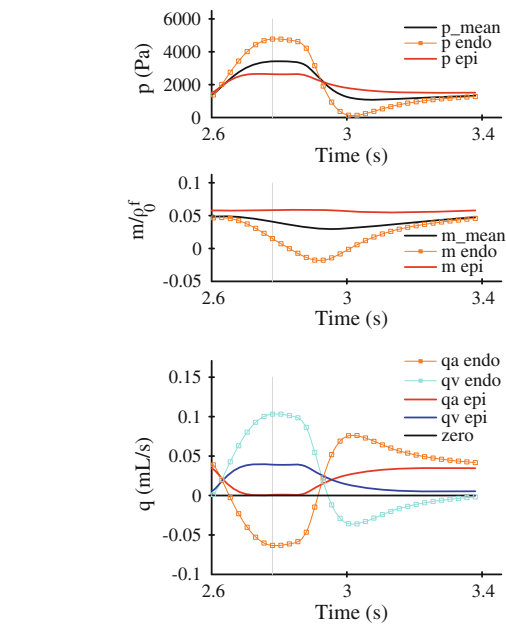 6000
4000
2000
0
p (Pa)
p_mean
p endo
p epi
2.6
3
3.4
Time (s)
0.1
0.05
0
-0.05
m/ρ₀ᶠ
m_mean
m endo
m epi
2.6
3
3.4
Time (s)
qa endo
qv endo
qa epi
qv epi
zero
0.15
0.1
0.05
0
-0.05
-0.1
q (mL/s)
2.6
3
3.4
Time (s)